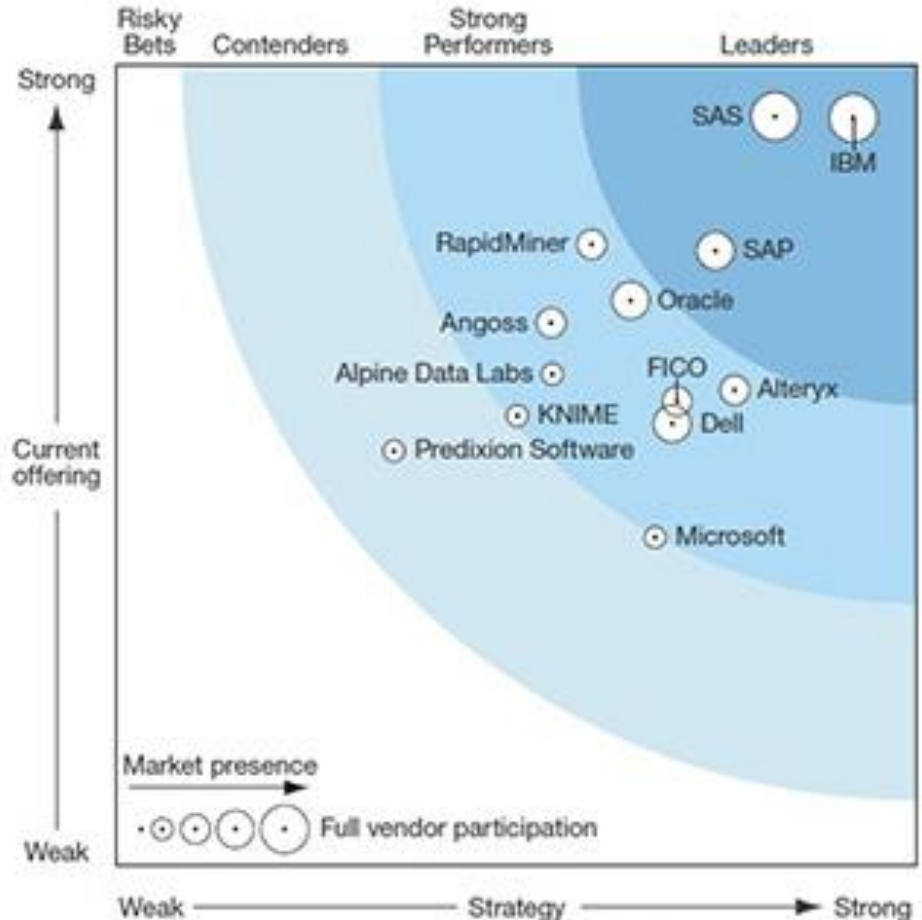 Risky
Bets
Contenders
Strong
Performers
Leaders
Strong
SAS
IBM
RapidMiner
SAP
Oracle
Angoss
FICO
Alpine Data Labs
Alteryx
KNIME
Dell
Current
offering
Predixion Software
Microsoft
Market presence
Full vendor participation
Weak
Weak
Strategy
Strong